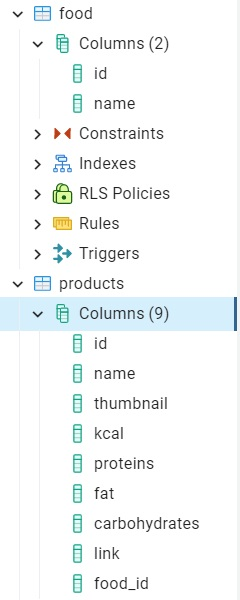 food
Columns (2)
id
name
Constraints
Indexes
RLS Policies
Rules
Triggers
products
Columns (9)
id
name
thumbnail
kcal
proteins
fat
carbohydrates
link
food_id